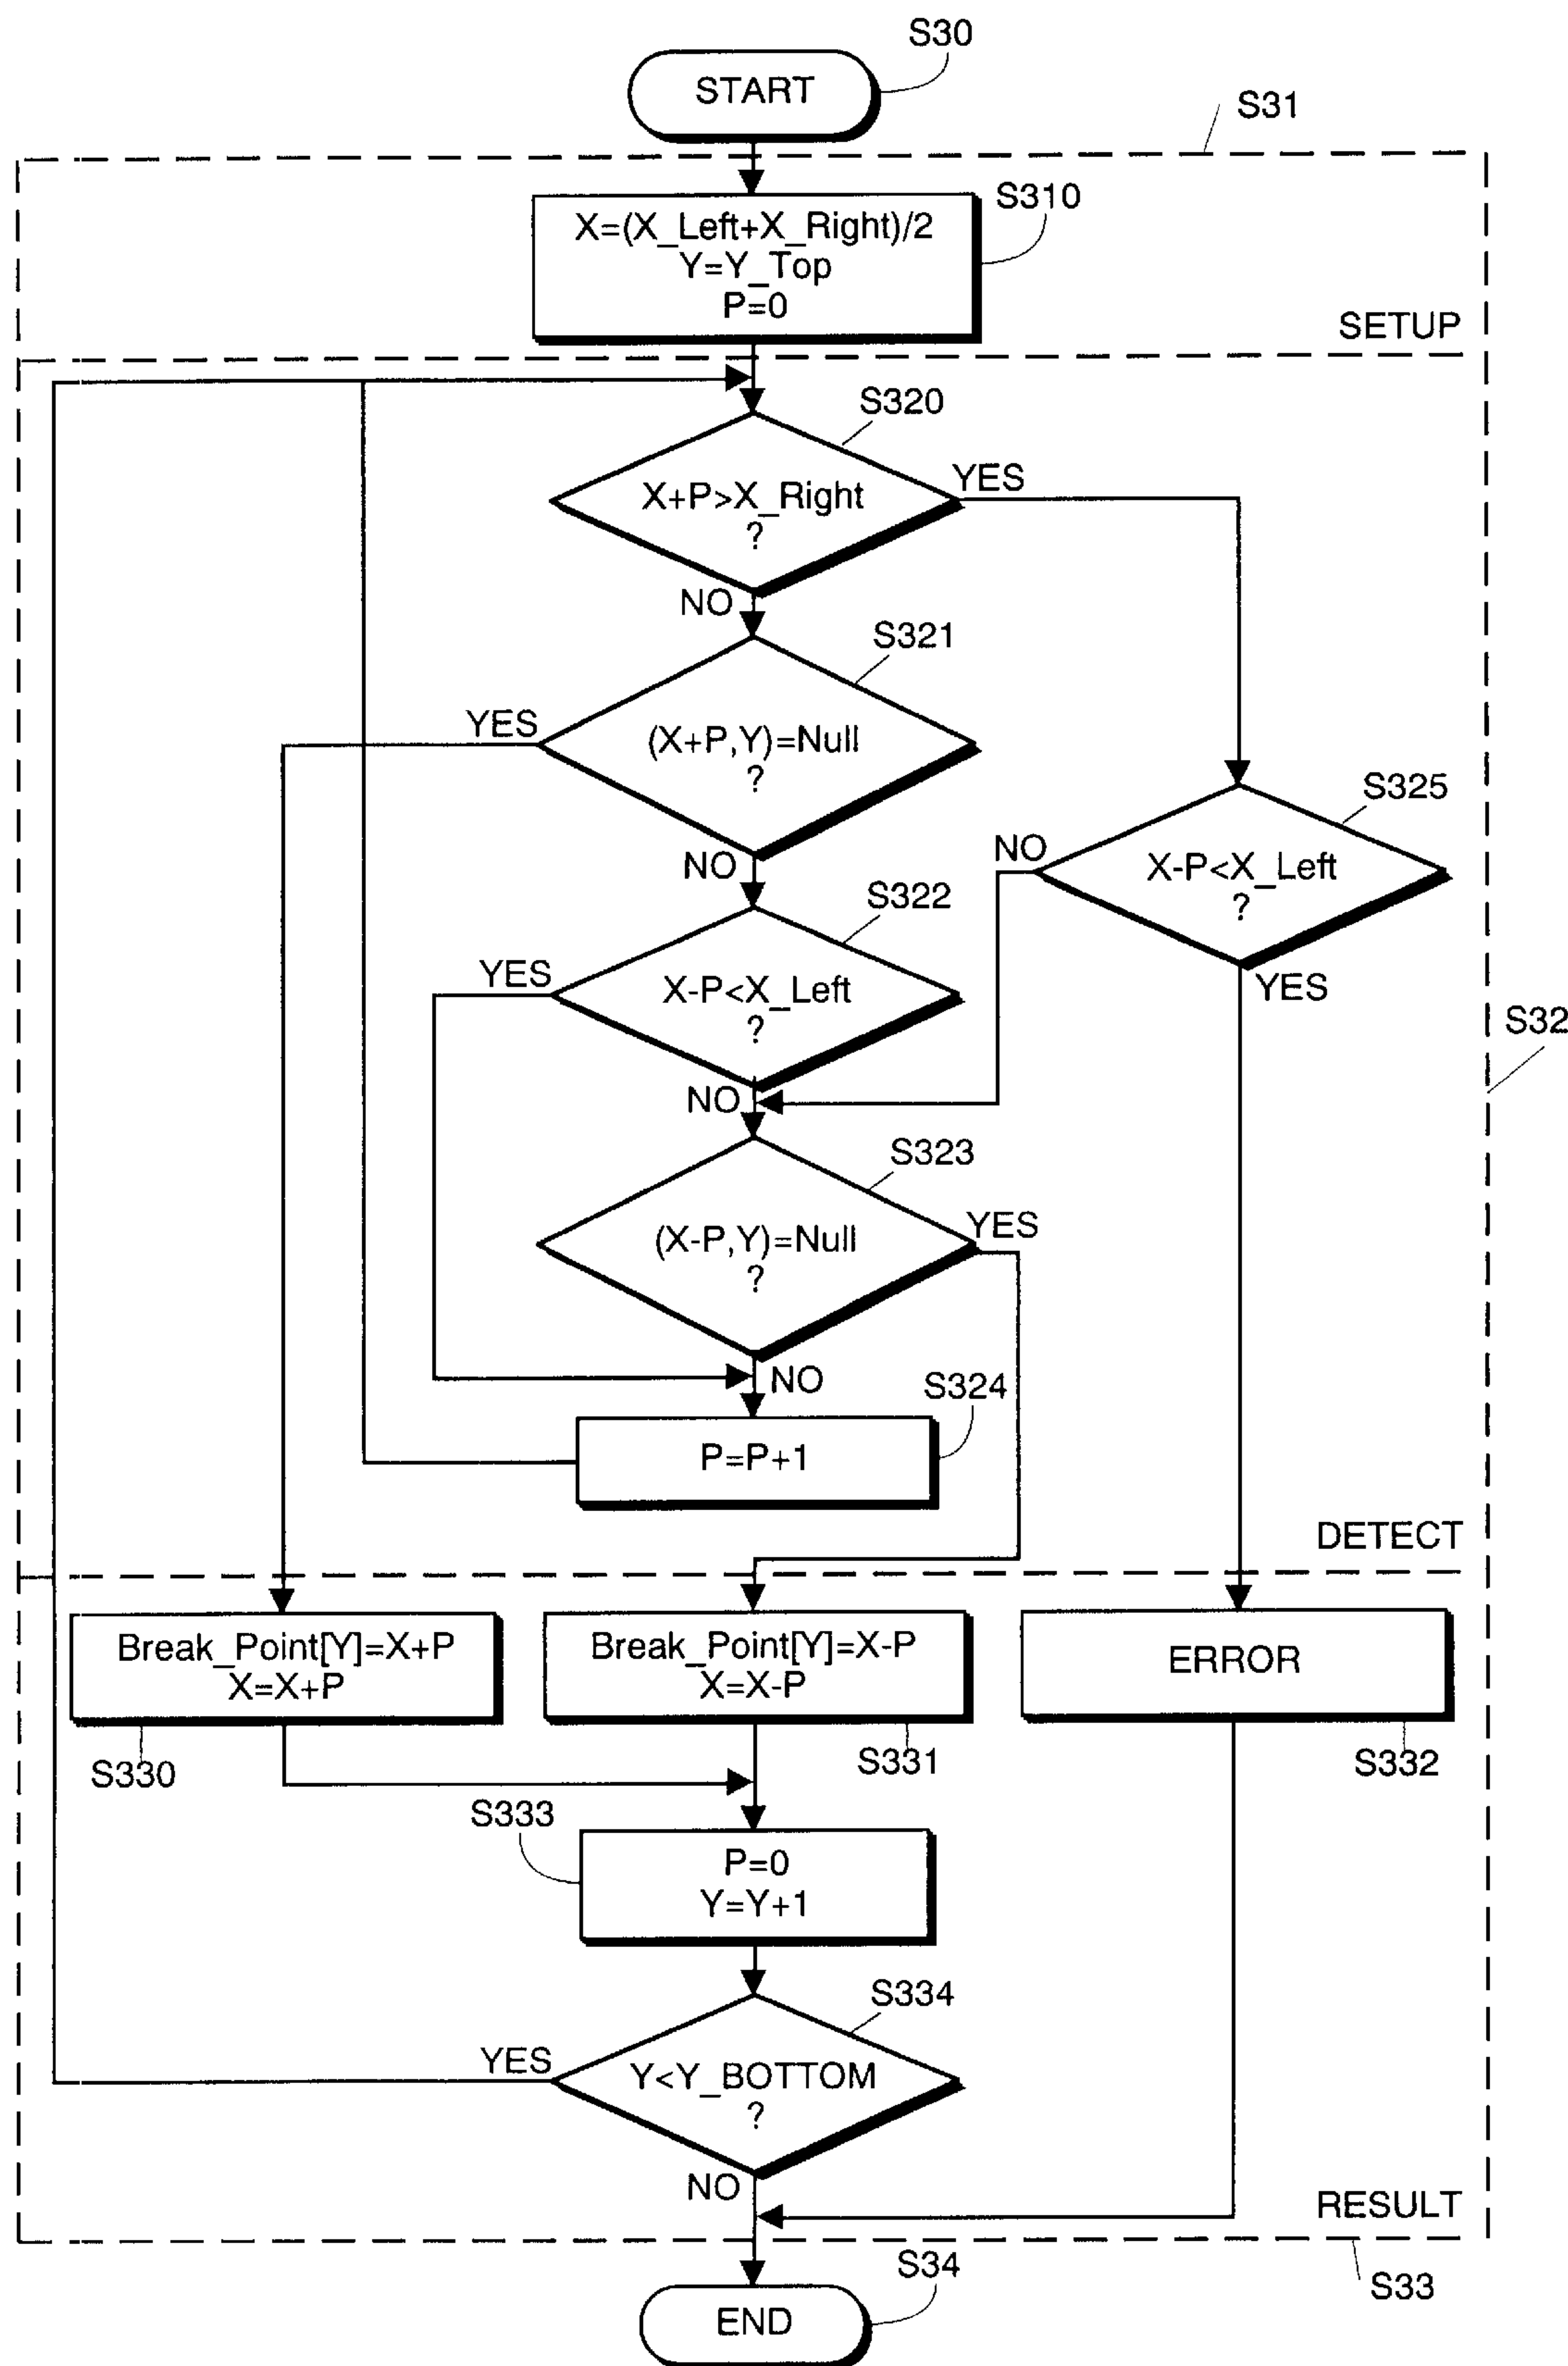 S30
START
S31
S310
X=(X_Left+X_Right)/2
Y=Y_Top
P=0
SETUP
S320
X+P>X_Right
?
YES
NO
S321
YES
(X+P,Y)=Null
?
S325
NO
NO
X-P<X_Left
?
S322
YES
X-P<X_Left
?
YES
S32
NO
S323
(X-P,Y)=Null
?
YES
NO
S324
P=P+1
DETECT
Break_Point[Y]=X+P
X=X+P
Break_Point[Y]=X-P
X=X-P
ERROR
S330
S331
S332
S333
P=0
Y=Y+1
S334
YES
Y<Y_BOTTOM
?
NO
RESULT
S34
S33
END